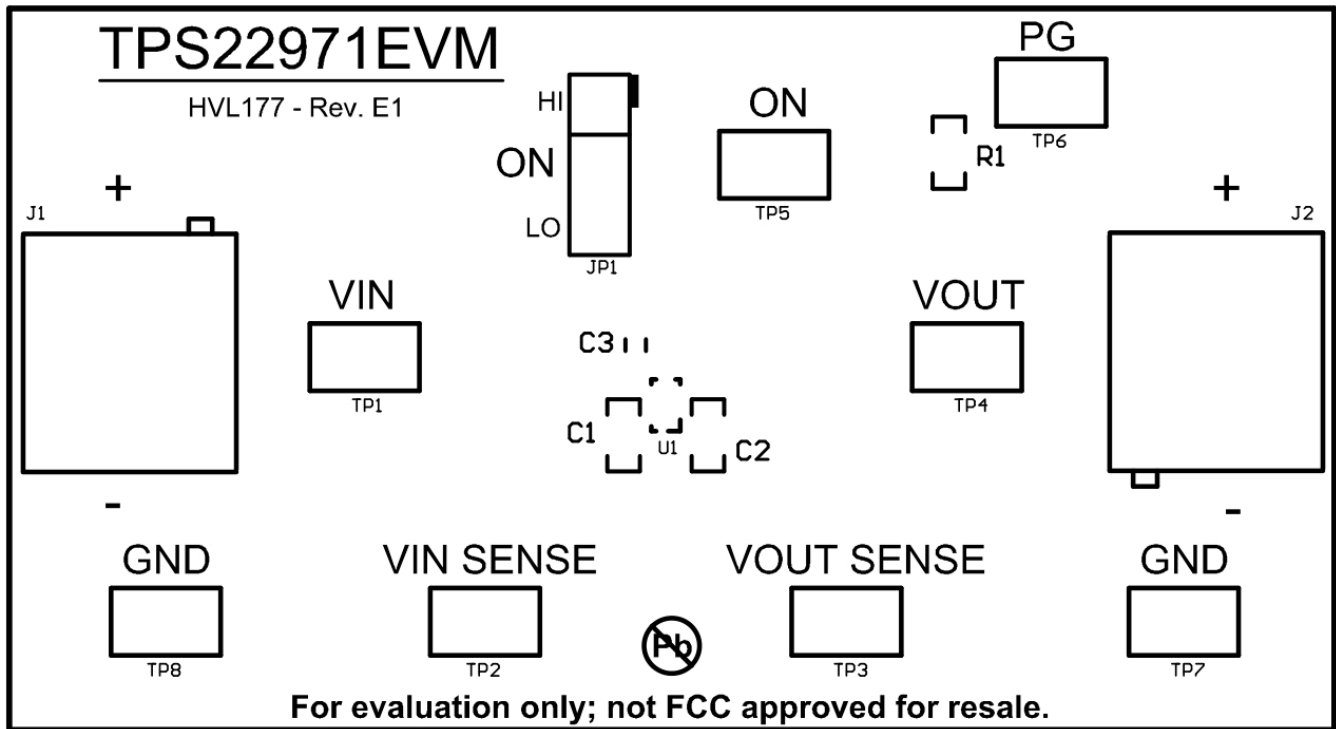 TPS22971EVM
HVL177 - Rev. E1
PG
TP6
HI
ON
LO
JP1
ON
TP5
R1
+
J1
-
+
J2
-
VIN
TP1
VOUT
TP4
C3
C1
U1
C2
GND
TP8
VIN SENSE
TP2
Pb
VOUT SENSE
TP3
GND
TP7
For evaluation only; not FCC approved for resale.